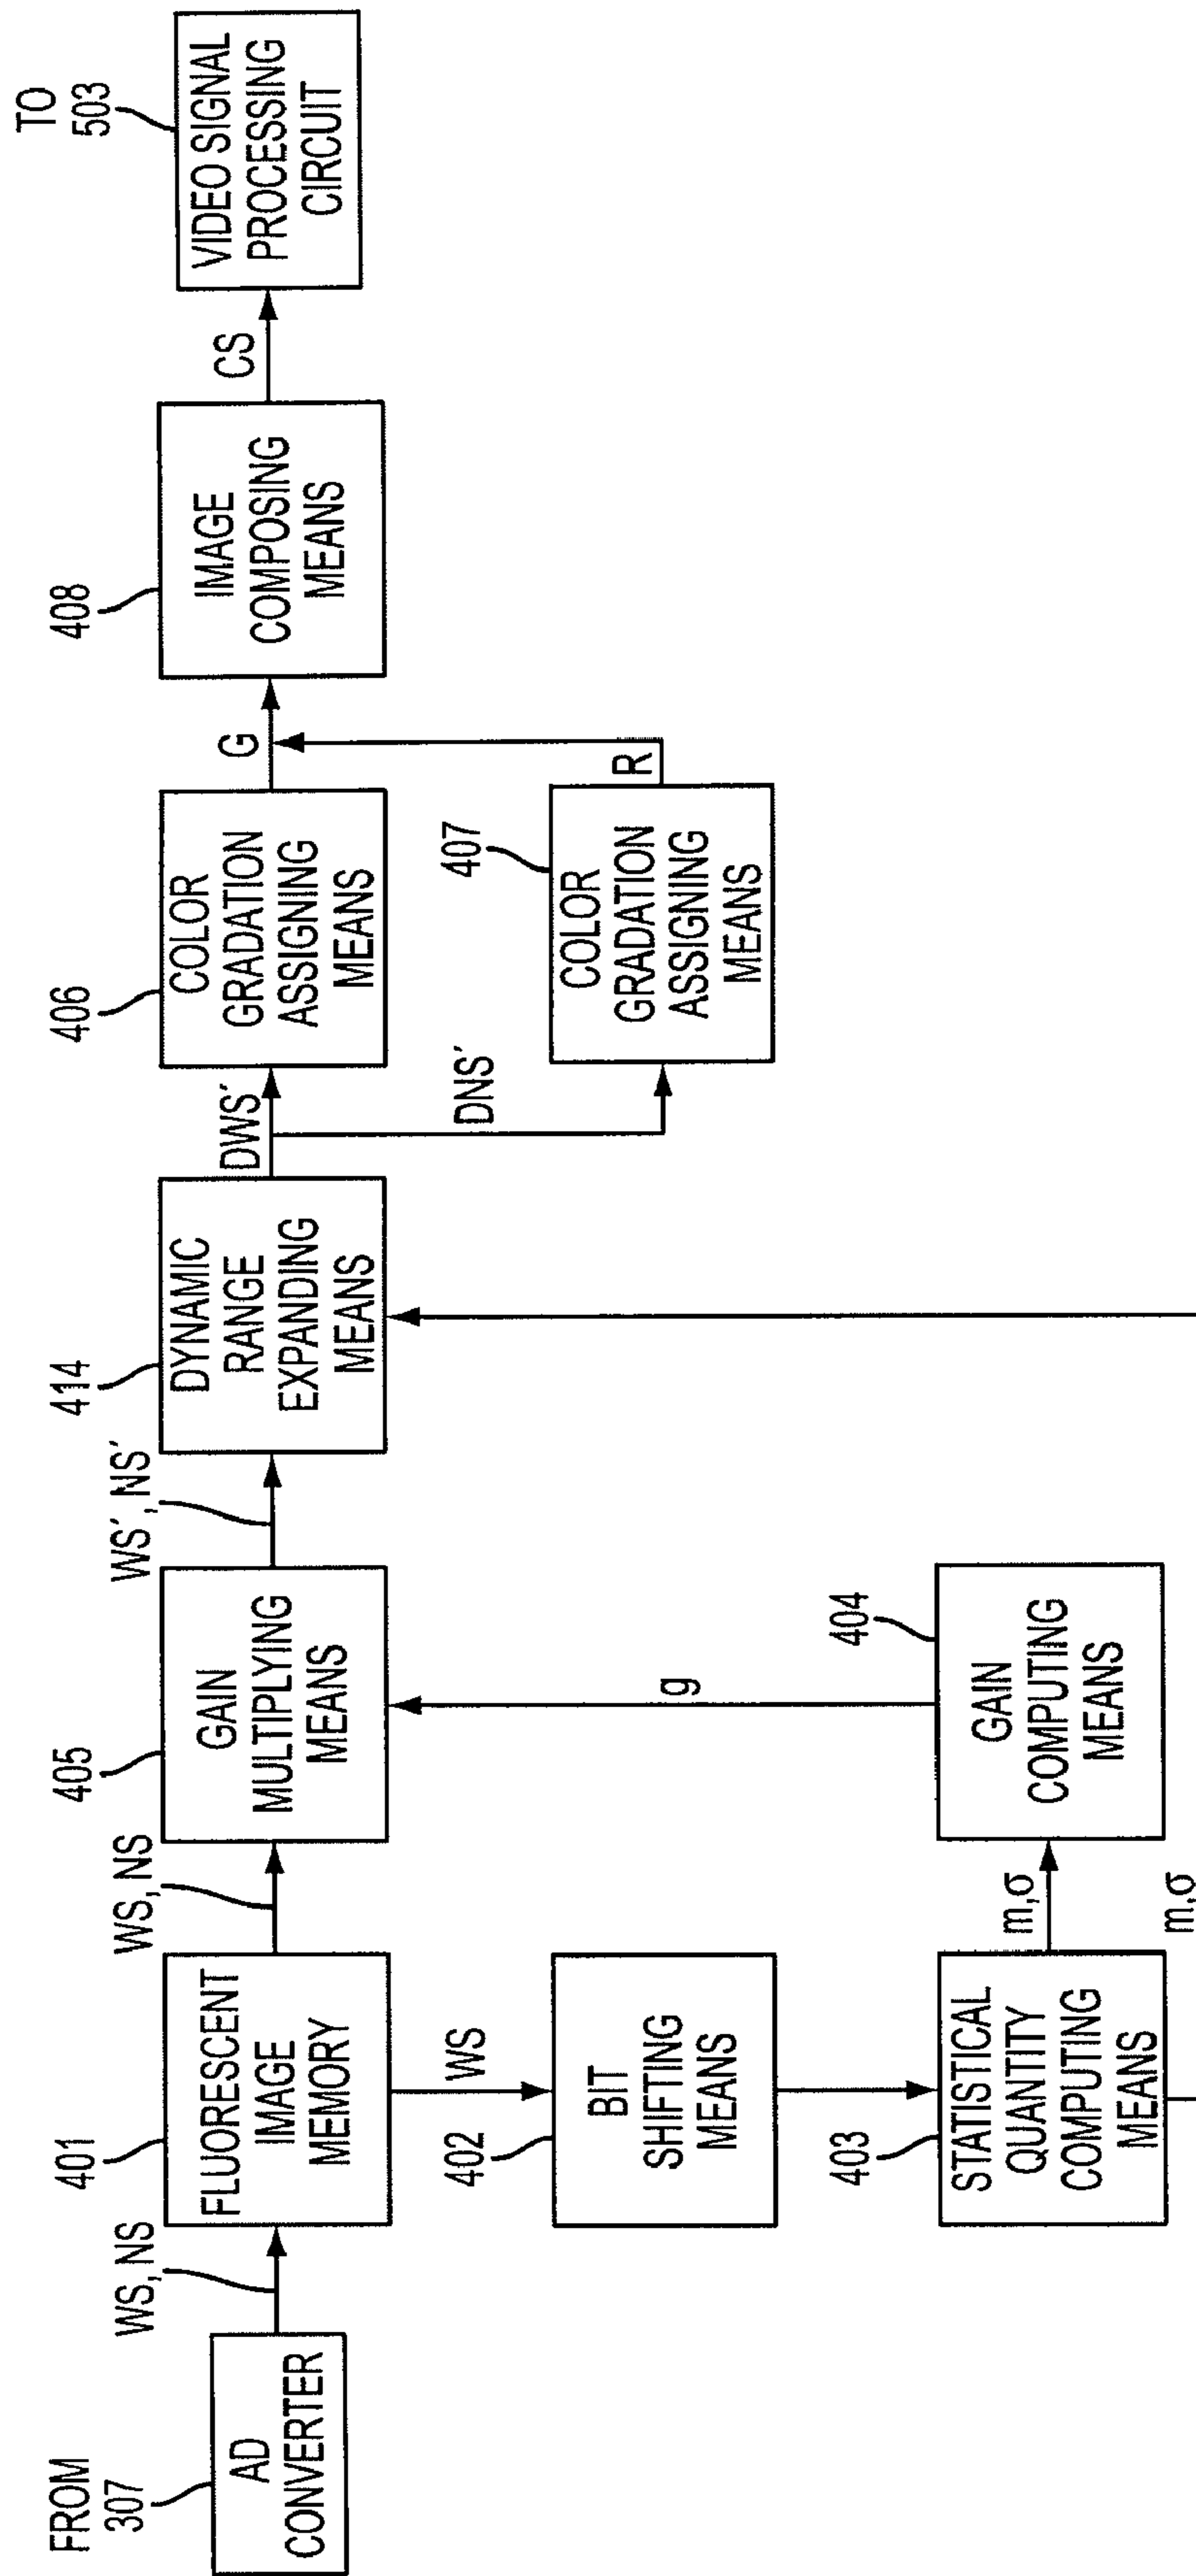 FROM
307
AD
CONVERTER
WS, NS
401
FLUORESCENT
IMAGE
MEMORY
WS, NS
405
GAIN
MULTIPLYING
MEANS
WS´, NS´
414
DYNAMIC
RANGE
EXPANDING
MEANS
DWS´
406
COLOR
GRADATION
ASSIGNING
MEANS
G
408
IMAGE
COMPOSING
MEANS
CS
TO
503
VIDEO SIGNAL
PROCESSING
CIRCUIT
WS
402
BIT
SHIFTING
MEANS
DNS´
407
COLOR
GRADATION
ASSIGNING
MEANS
R
403
STATISTICAL
QUANTITY
COMPUTING
MEANS
m,σ
404
GAIN
COMPUTING
MEANS
g
m,σ